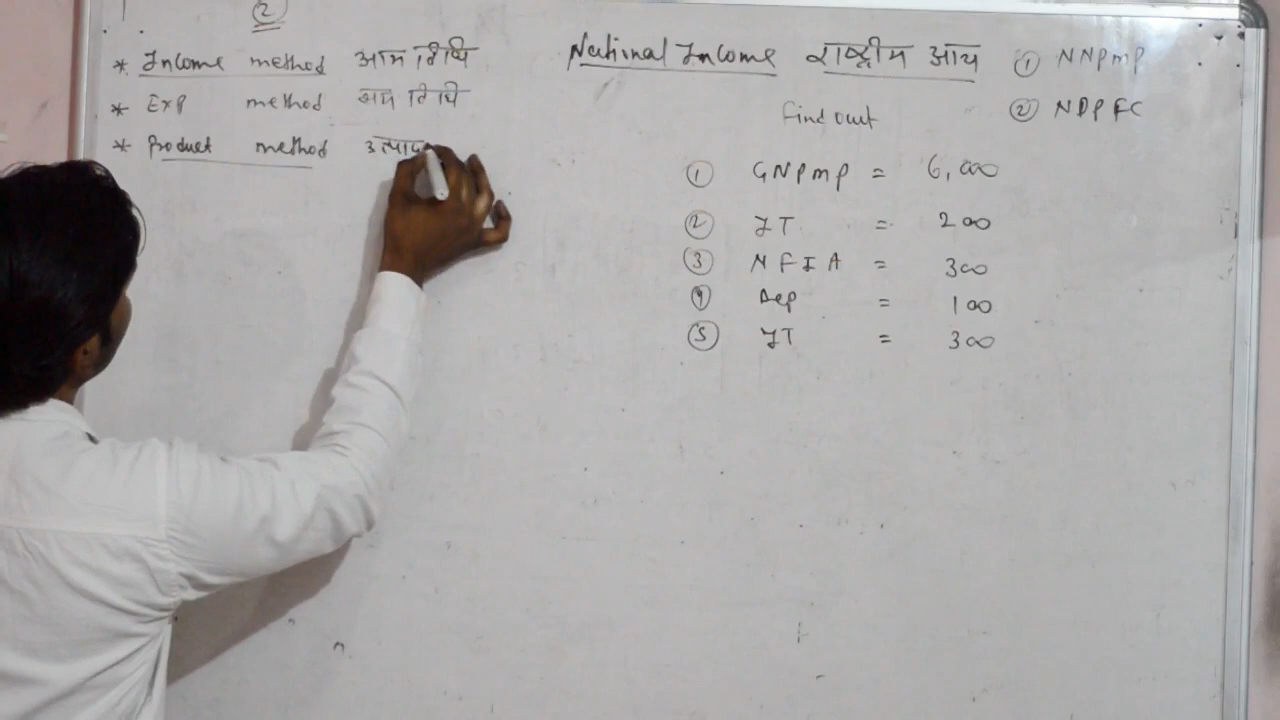 ②
* Income method आय विधि
* Exp method व्यय विधि
* Product method उत्पाद
National Income राष्ट्रीय आय
① NNPmp
② NDPFC
Find out
① GNPmp = 6,000
② IT = 200
③ NFIA = 300
④ Dep = 100
⑤ IT = 300